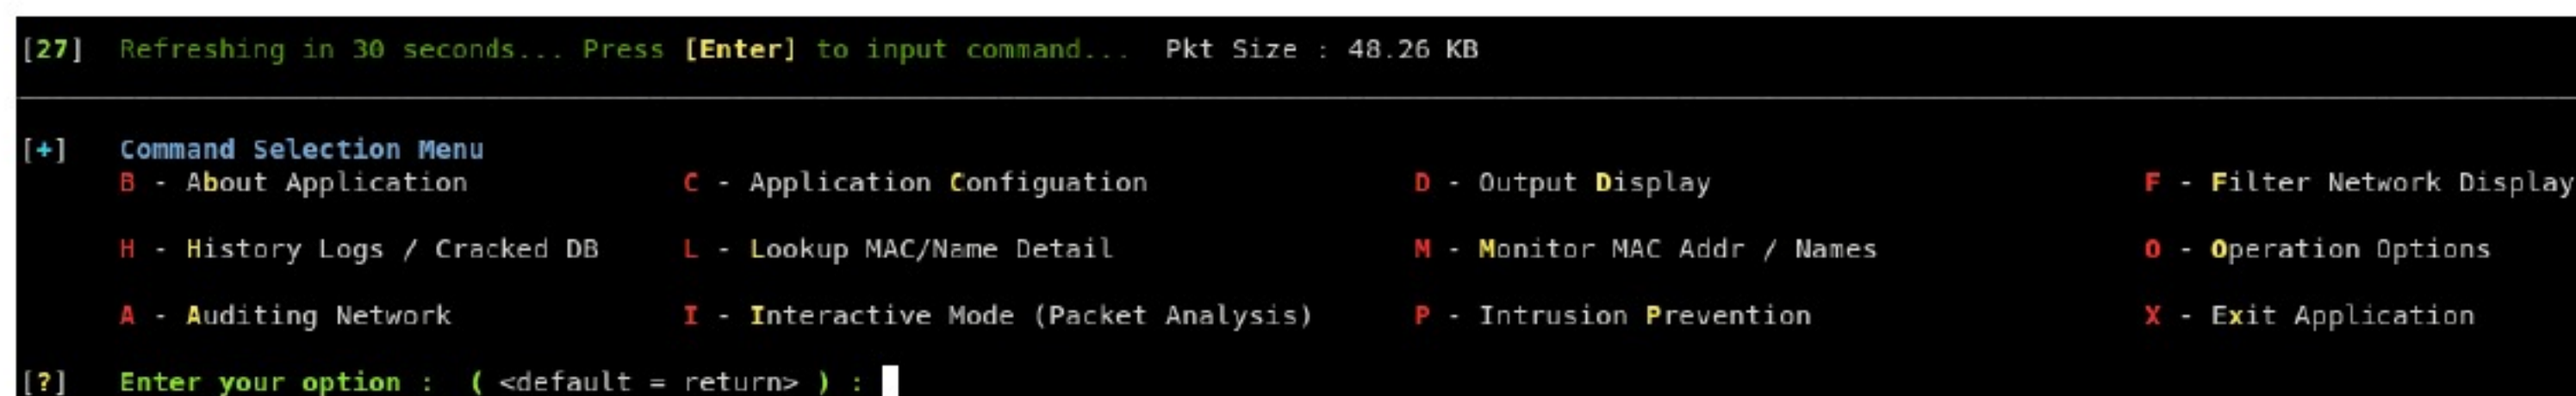 [27] Refreshing in 30 seconds... Press [Enter] to input command... Pkt Size : 48.26 KB
[+] Command Selection Menu
B - About Application C - Application Configuation D - Output Display F - Filter Network Display
H - History Logs / Cracked DB L - Lookup MAC/Name Detail M - Monitor MAC Addr / Names O - Operation Options
A - Auditing Network I - Interactive Mode (Packet Analysis) P - Intrusion Prevention X - Exit Application
[?] Enter your option : ( <default = return> ) :